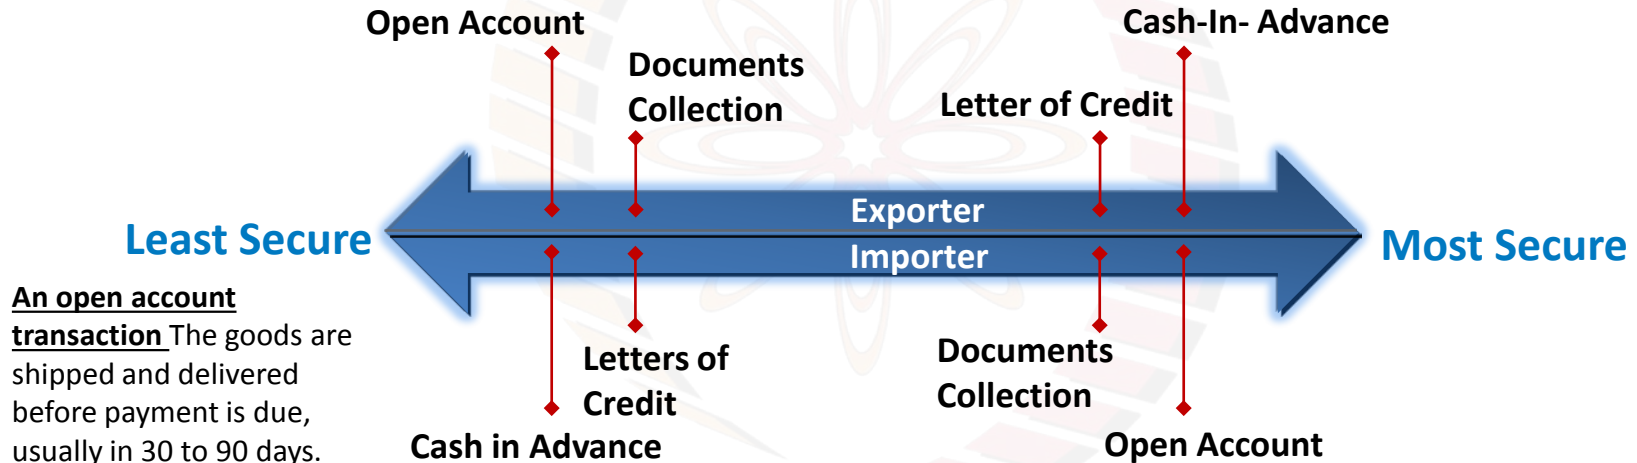 Open Account
Cash-In- Advance
Documents
Collection
Letter of Credit
Exporter
Least Secure
Most Secure
Importer
An open account
transaction The goods are
shipped and delivered
before payment is due,
usually in 30 to 90 days.
Letters of
Credit
Documents
Collection
Cash in Advance
Open Account